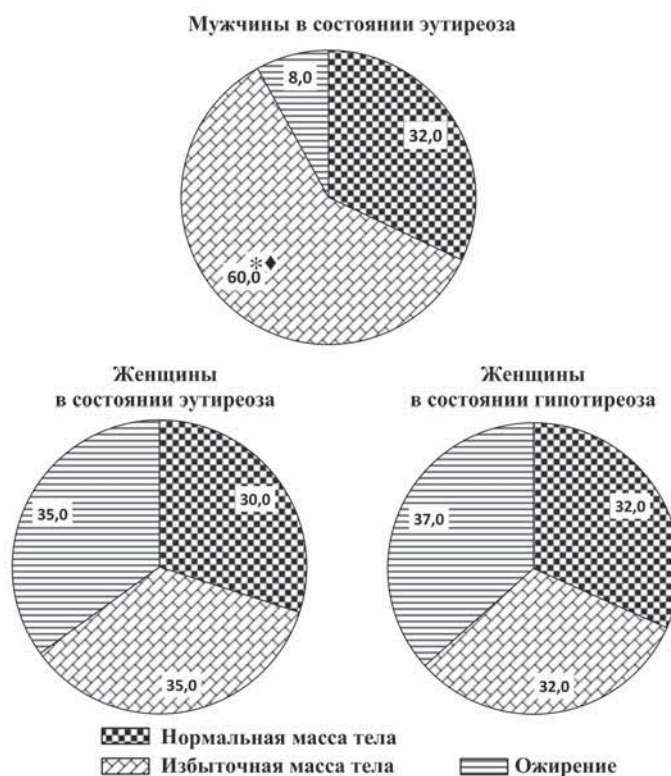 Мужчины в состоянии эутиреоза
8,0
32,0
*♦
60,0
Женщины
в состоянии эутиреоза
Женщины
в состоянии гипотиреоза
35,0
30,0
35,0
37,0
32,0
32,0
Нормальная масса тела
Избыточная масса тела
Ожирение